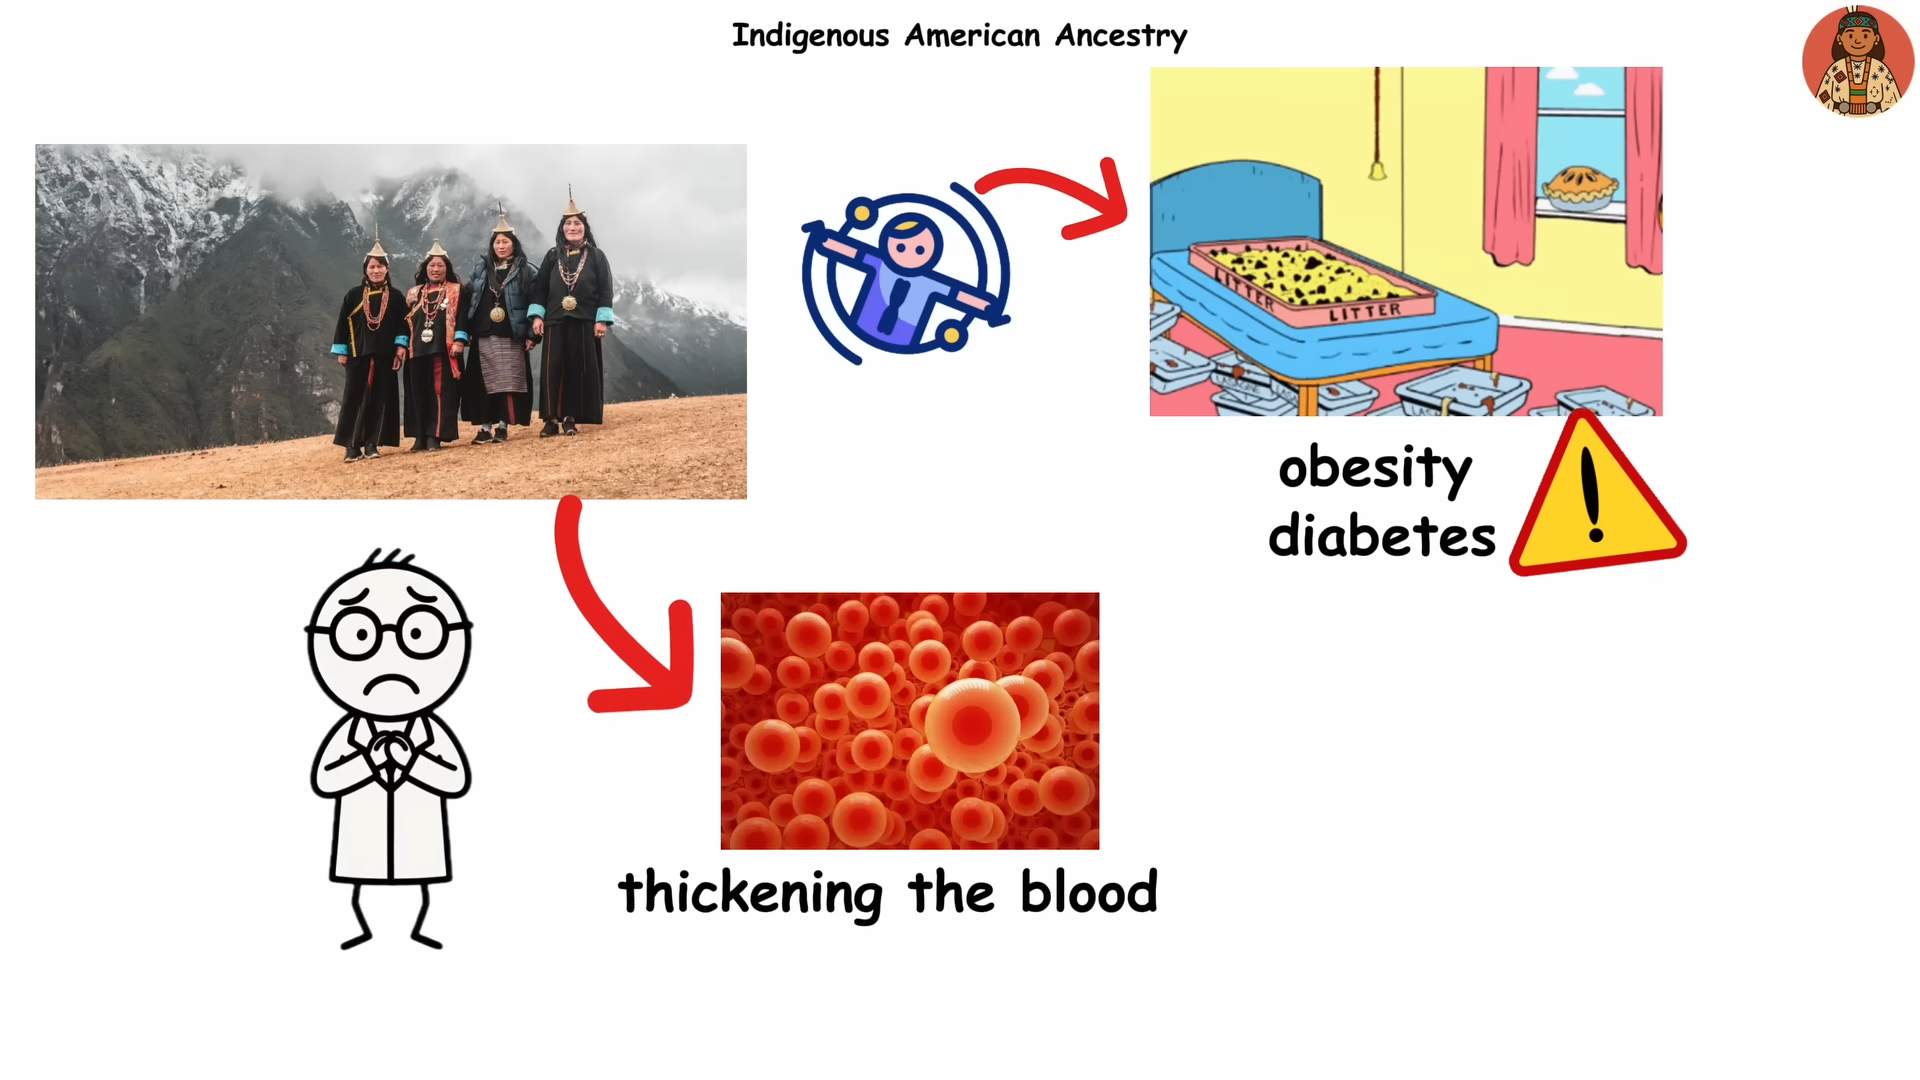 Indigenous American Ancestry
LITTER
LITTER
obesity
diabetes
thickening the blood